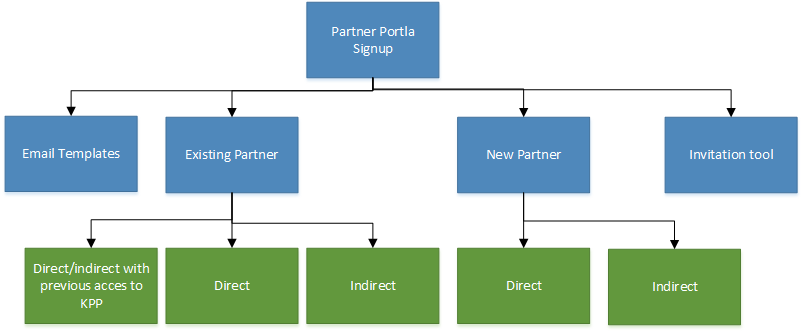 Partner Portla
Signup
Email Templates
Existing Partner
New Partner
Invitation tool
Direct/indirect with
previous acces to
KPP
Direct
Indirect
Direct
Indirect